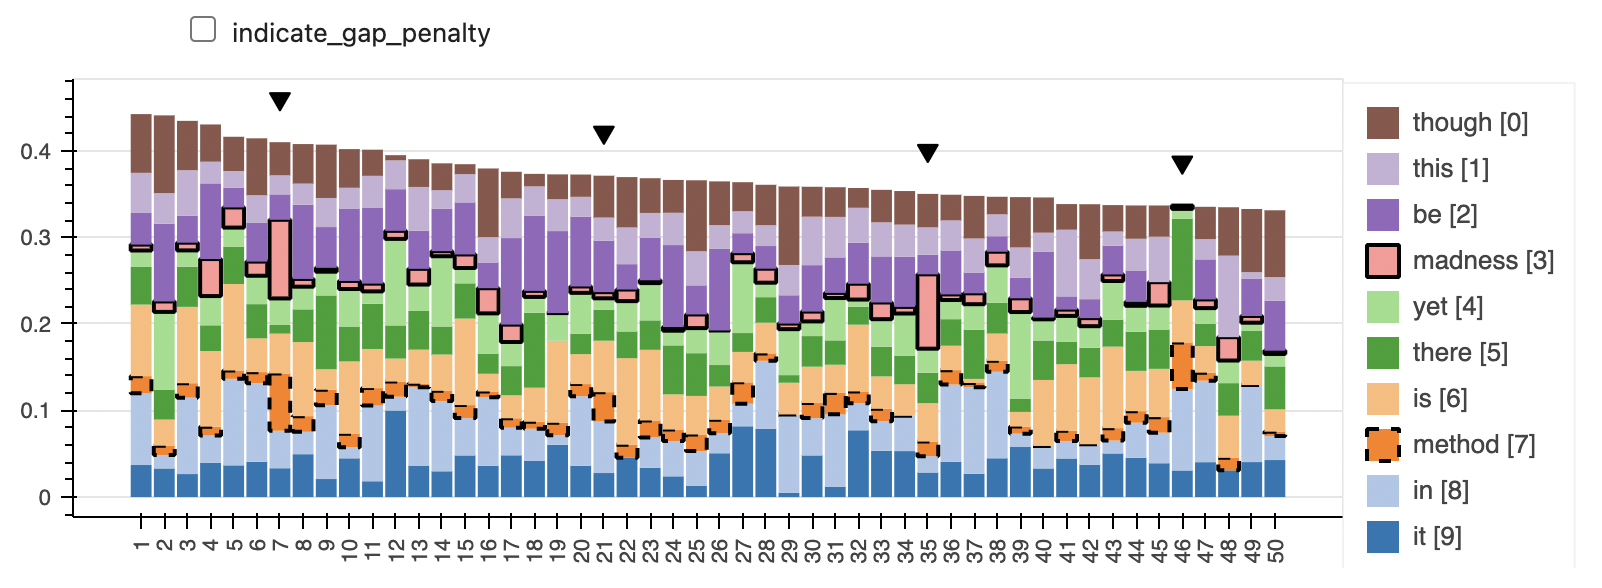 indicate_gap_penalty
0.4
0.3
0.2
0.1
0
1 2 3 4 5 6 7 8 9 10 11 12 13 14 15 16 17 18 19 20 21 22 23 24 25 26 27 28 29 30 31 32 33 34 35 36 37 38 39 40 41 42 43 44 45 46 47 48 49 50
though [0]
this [1]
be [2]
madness [3]
yet [4]
there [5]
is [6]
method [7]
in [8]
it [9]